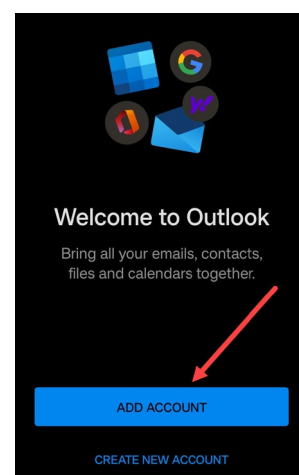 Welcome to Outlook
Bring all your emails, contacts,
files and calendars together.
ADD ACCOUNT
CREATE NEW ACCOUNT